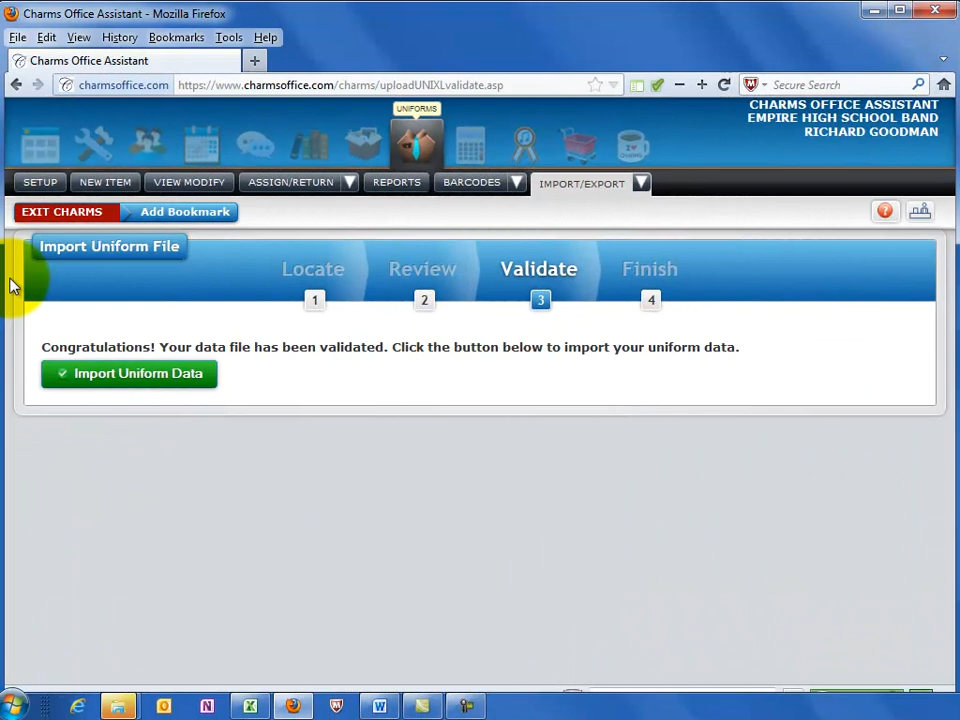 Charms Office Assistant - Mozilla Firefox
File Edit View History Bookmarks Tools Help
Charms Office Assistant
charmsoffice.com https://www.charmsoffice.com/charms/uploadUNIXLvalidate.asp Secure Search
UNIFORMS
CHARMS OFFICE ASSISTANT
EMPIRE HIGH SCHOOL BAND
RICHARD GOODMAN
SETUP NEW ITEM VIEW MODIFY ASSIGN/RETURN REPORTS BARCODES IMPORT/EXPORT
EXIT CHARMS Add Bookmark
Import Uniform File
Locate Review Validate Finish
1 2 3 4
Congratulations! Your data file has been validated. Click the button below to import your uniform data.
Import Uniform Data